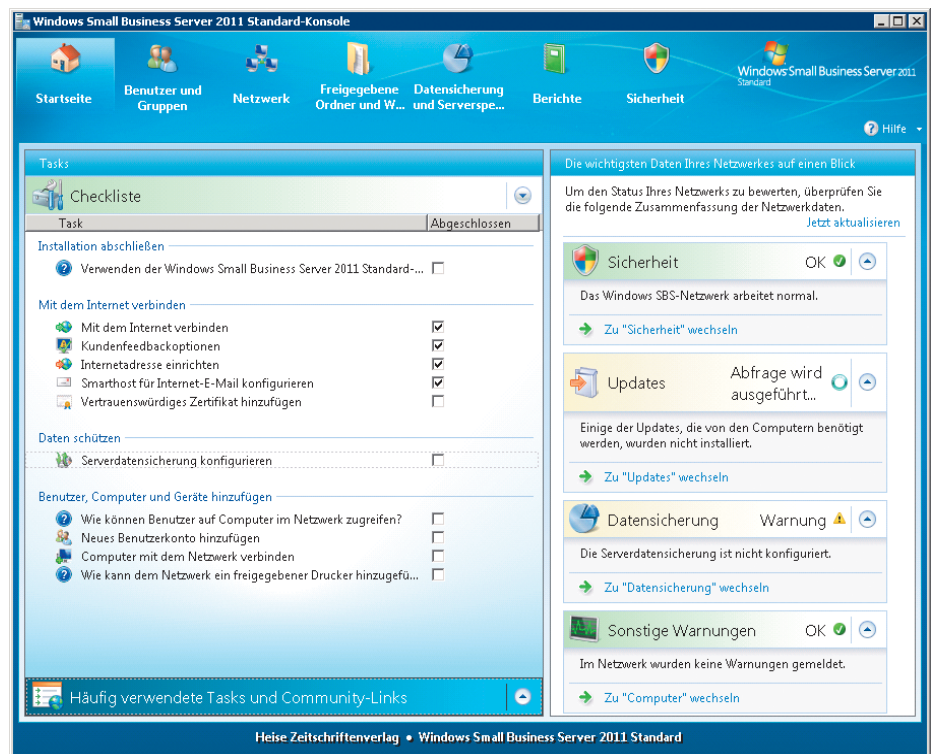 Windows Small Business Server 2011 Standard-Konsole
Startseite
Benutzer und
Gruppen
Netzwerk
Freigegebene
Ordner und W...
Datensicherung
und Serverspe...
Berichte
Sicherheit
Windows Small Business Server 2011
Standard
Hilfe
Tasks
Checkliste
Task
Abgeschlossen
Installation abschließen
Verwenden der Windows Small Business Server 2011 Standard-...
Mit dem Internet verbinden
Mit dem Internet verbinden
Kundenfeedbackoptionen
Internetadresse einrichten
Smarthost für Internet-E-Mail konfigurieren
Vertrauenswürdiges Zertifikat hinzufügen
Daten schützen
Serverdatensicherung konfigurieren
Benutzer, Computer und Geräte hinzufügen
Wie können Benutzer auf Computer im Netzwerk zugreifen?
Neues Benutzerkonto hinzufügen
Computer mit dem Netzwerk verbinden
Wie kann dem Netzwerk ein freigegebener Drucker hinzugefü...
Häufig verwendete Tasks und Community-Links
Die wichtigsten Daten Ihres Netzwerkes auf einen Blick
Um den Status Ihres Netzwerks zu bewerten, überprüfen Sie
die folgende Zusammenfassung der Netzwerkdaten.
Jetzt aktualisieren
Sicherheit OK
Das Windows SBS-Netzwerk arbeitet normal.
Zu "Sicherheit" wechseln
Updates
Abfrage wird
ausgeführt...
Einige der Updates, die von den Computern benötigt
werden, wurden nicht installiert.
Zu "Updates" wechseln
Datensicherung Warnung
Die Serverdatensicherung ist nicht konfiguriert.
Zu "Datensicherung" wechseln
Sonstige Warnungen OK
Im Netzwerk wurden keine Warnungen gemeldet.
Zu "Computer" wechseln
Heise Zeitschriftenverlag • Windows Small Business Server 2011 Standard